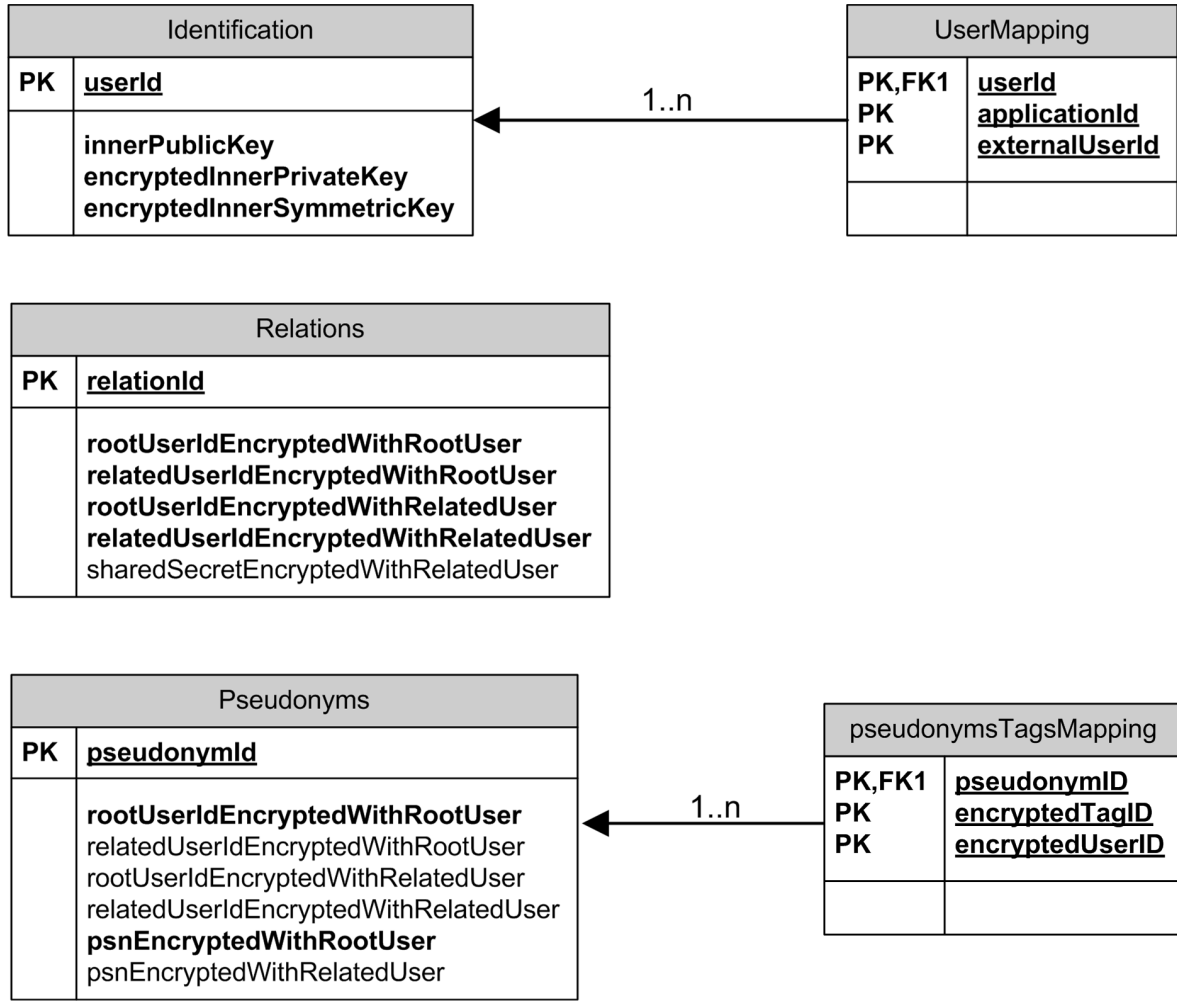 Identification
PK userId
innerPublicKey
encryptedInnerPrivateKey
encryptedInnerSymmetricKey
1..n
UserMapping
PK,FK1 userId
PK applicationId
PK externalUserId
Relations
PK relationId
rootUserIdEncryptedWithRootUser
relatedUserIdEncryptedWithRootUser
rootUserIdEncryptedWithRelatedUser
relatedUserIdEncryptedWithRelatedUser
sharedSecretEncryptedWithRelatedUser
Pseudonyms
PK pseudonymId
rootUserIdEncryptedWithRootUser
relatedUserIdEncryptedWithRootUser
rootUserIdEncryptedWithRelatedUser
relatedUserIdEncryptedWithRelatedUser
psnEncryptedWithRootUser
psnEncryptedWithRelatedUser
1..n
pseudonymsTagsMapping
PK,FK1 pseudonymID
PK encryptedTagID
PK encryptedUserID